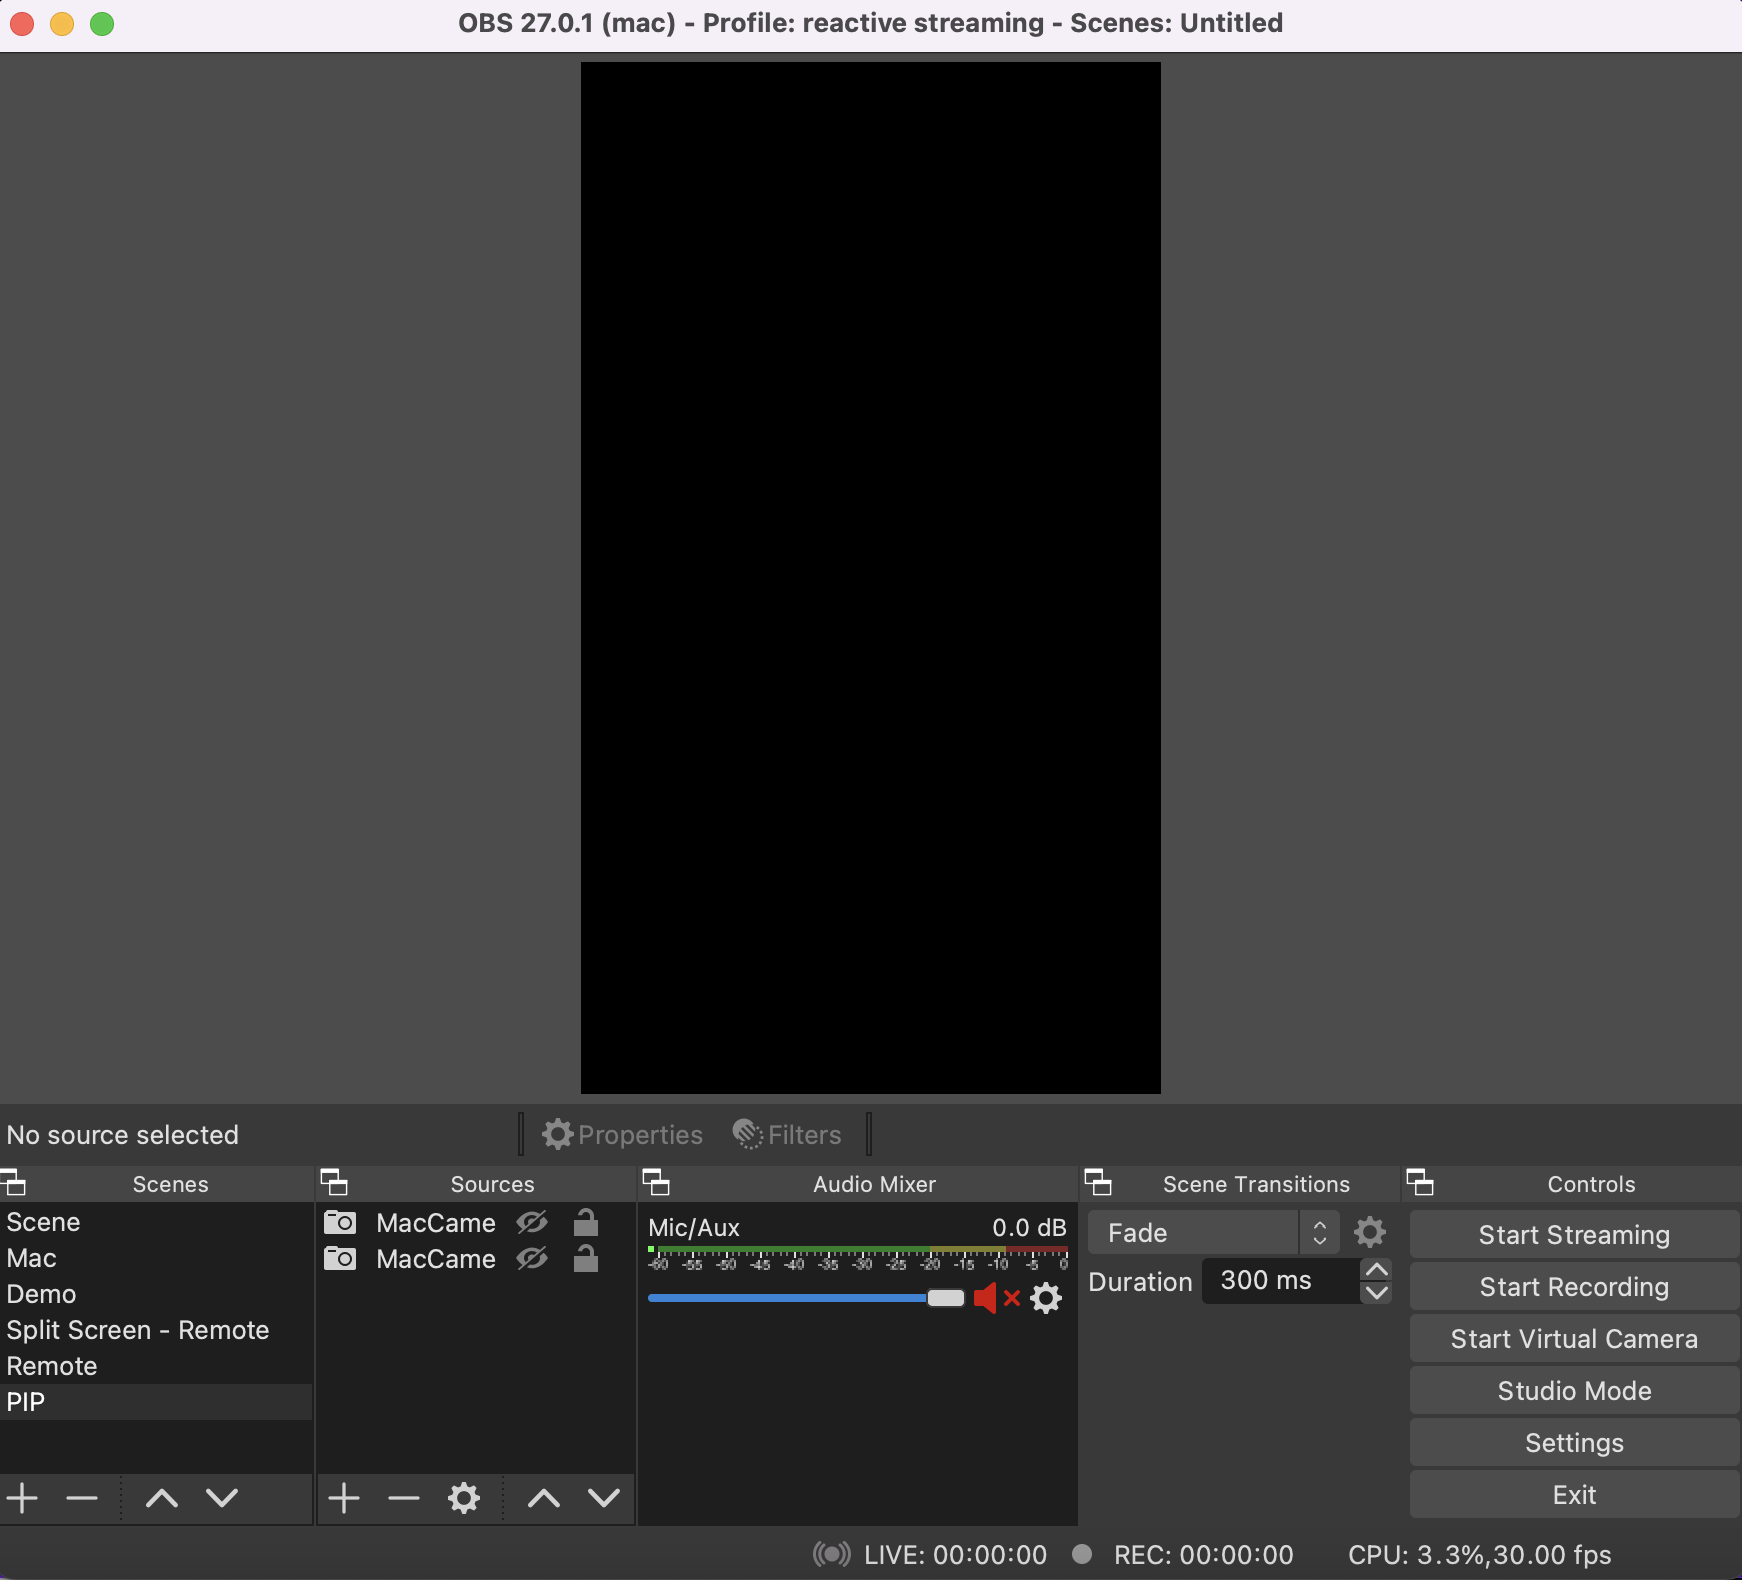 OBS 27.0.1 (mac) - Profile: reactive streaming - Scenes: Untitled
No source selected
Properties
Filters
Scenes
Sources
Audio Mixer
Scene Transitions
Controls
Scene
Mac
Demo
Split Screen - Remote
Remote
PIP
MacCame
MacCame
Mic/Aux 0.0 dB
-60 -55 -50 -45 -40 -35 -30 -25 -20 -15 -10 -5 0
Fade
Duration 300 ms
Start Streaming
Start Recording
Start Virtual Camera
Studio Mode
Settings
Exit
LIVE: 00:00:00 REC: 00:00:00 CPU: 3.3%,30.00 fps